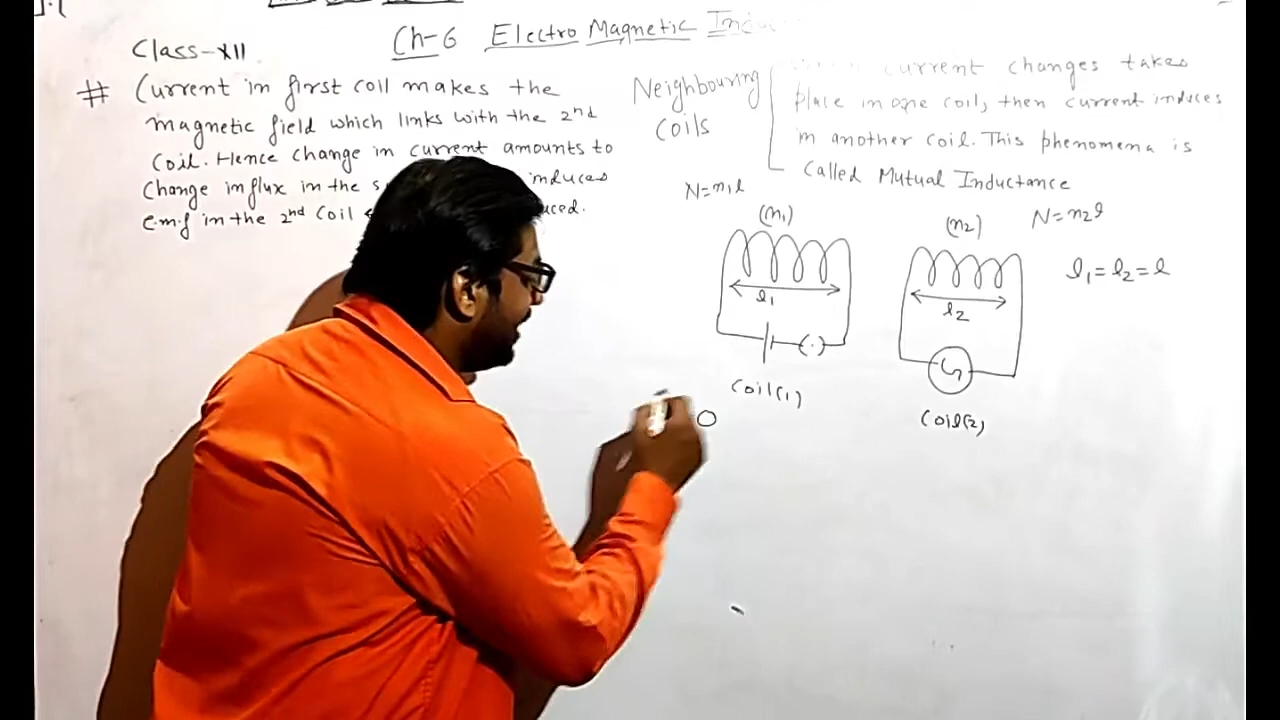 Class-XII
Ch-6 Electro Magnetic
# Current in first coil makes the
magnetic field which links with the 2nd
coil. Hence change in current amounts to
change in flux in the
induces
e.m.f in the 2nd coil
Neighbouring
coils
current changes takes
place in one coil, then current induces
in another coil. This phenomena is
called Mutual Inductance
N=n1l
(n1)
l1
coil(1)
(n2)
N=n2l
l1=l2=l
l2
coil(2)